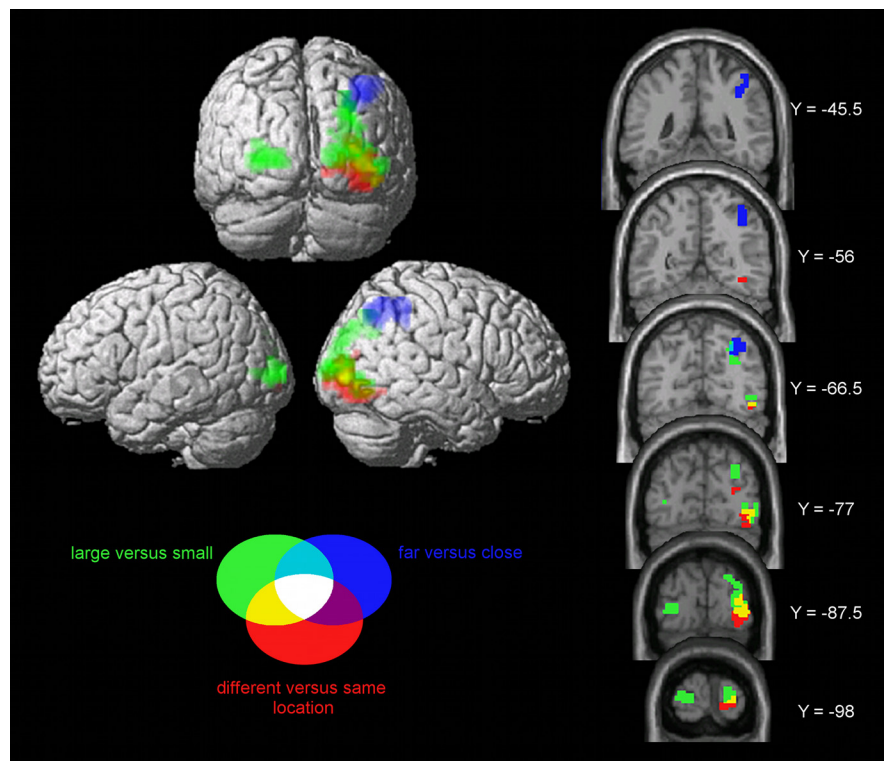 Y = -45.5
Y = -56
Y = -66.5
Y = -77
large versus small
far versus close
Y = -87.5
different versus same
location
Y = -98